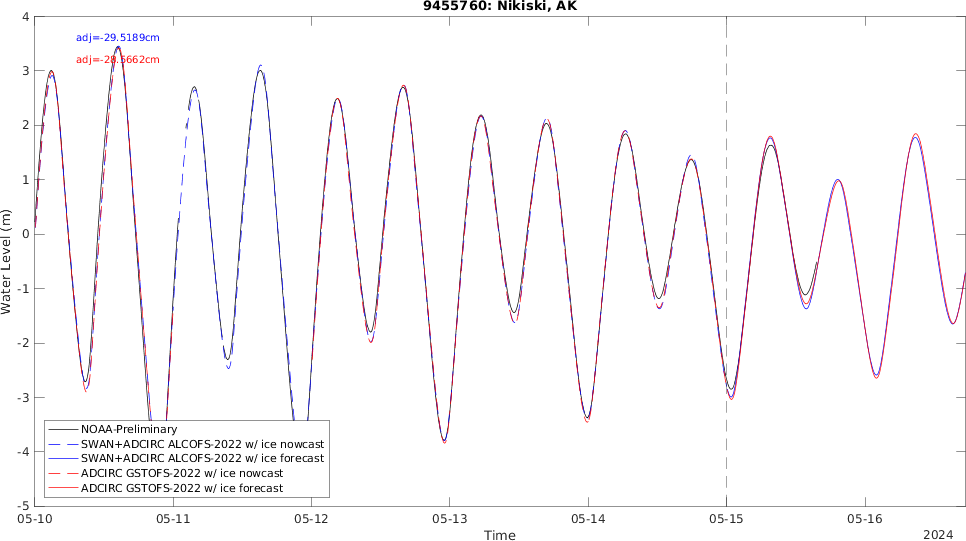 9455760: Nikiski, AK
adj=-29.5189cm
4
3
2
1
0
-1
-2
-3
-4
-5
Water Level (m)
NOAA-Preliminary
SWAN+ADCIRC ALCOFS-2022 w/ ice nowcast
SWAN+ADCIRC ALCOFS-2022 w/ ice forecast
ADCIRC GSTOFS-2022 w/ ice nowcast
ADCIRC GSTOFS-2022 w/ ice forecast
05-10 05-11 05-12 05-13 05-14 05-15 05-16
Time
2024